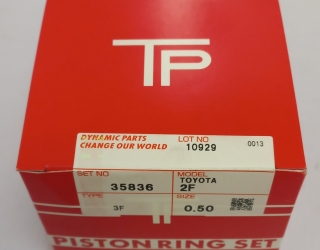 TP
DYNAMIC PARTS
CHANGE OUR WORLD
LOT NO
10929
0013
SET NO
35836
MODEL
TOYOTA
2F
TYPE
3F
SIZE
0.50
PISTON RING SET